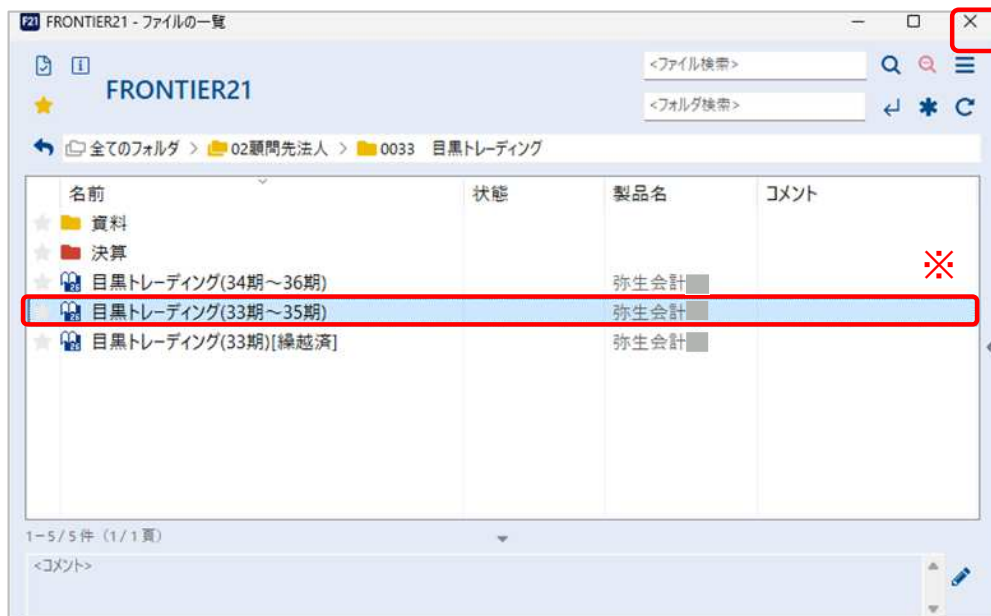 F21 FRONTIER21 - ファイルの一覧
<ファイル検索>
FRONTIER21
<フォルダ検索>
全てのフォルダ > 02顧問先法人 > 0033 目黒トレーディング
名前 状態 製品名 コメント
資料
決算
※
目黒トレーディング(34期～36期) 弥生会計
目黒トレーディング(33期～35期) 弥生会計
目黒トレーディング(33期)[繰越済] 弥生会計
1-5/5件 (1/1頁)
<コメント>